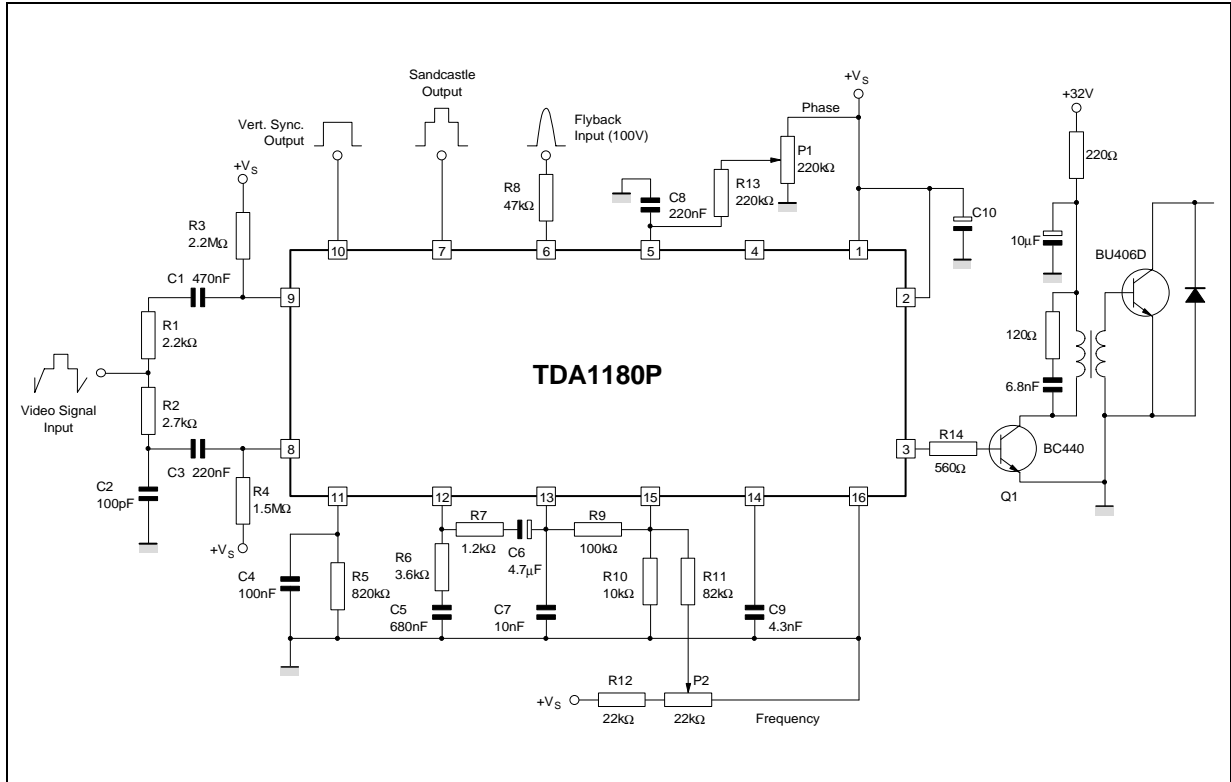 Sandcastle
Output
Vert. Sync.
Output
Flyback
Input (100V)
+VS
Phase
+32V
+VS
P1
220kΩ
220Ω
R8
47kΩ
C8
220nF
R13
220kΩ
R3
2.2MΩ
C10
10μF
BU406D
C1 470nF
10
7
6
5
4
1
9
2
R1
2.2kΩ
120Ω
TDA1180P
6.8nF
Video Signal
Input
R2
2.7kΩ
8
3
R14
560Ω
BC440
Q1
C3 220nF
C2
100pF
R4
1.5MΩ
+VS
11
12
13
15
14
16
R7
1.2kΩ
C6
4.7μF
R9
100kΩ
R6
3.6kΩ
C4
100nF
R5
820kΩ
C5
680nF
C7
10nF
R10
10kΩ
R11
82kΩ
C9
4.3nF
+VS
R12
22kΩ
P2
22kΩ
Frequency